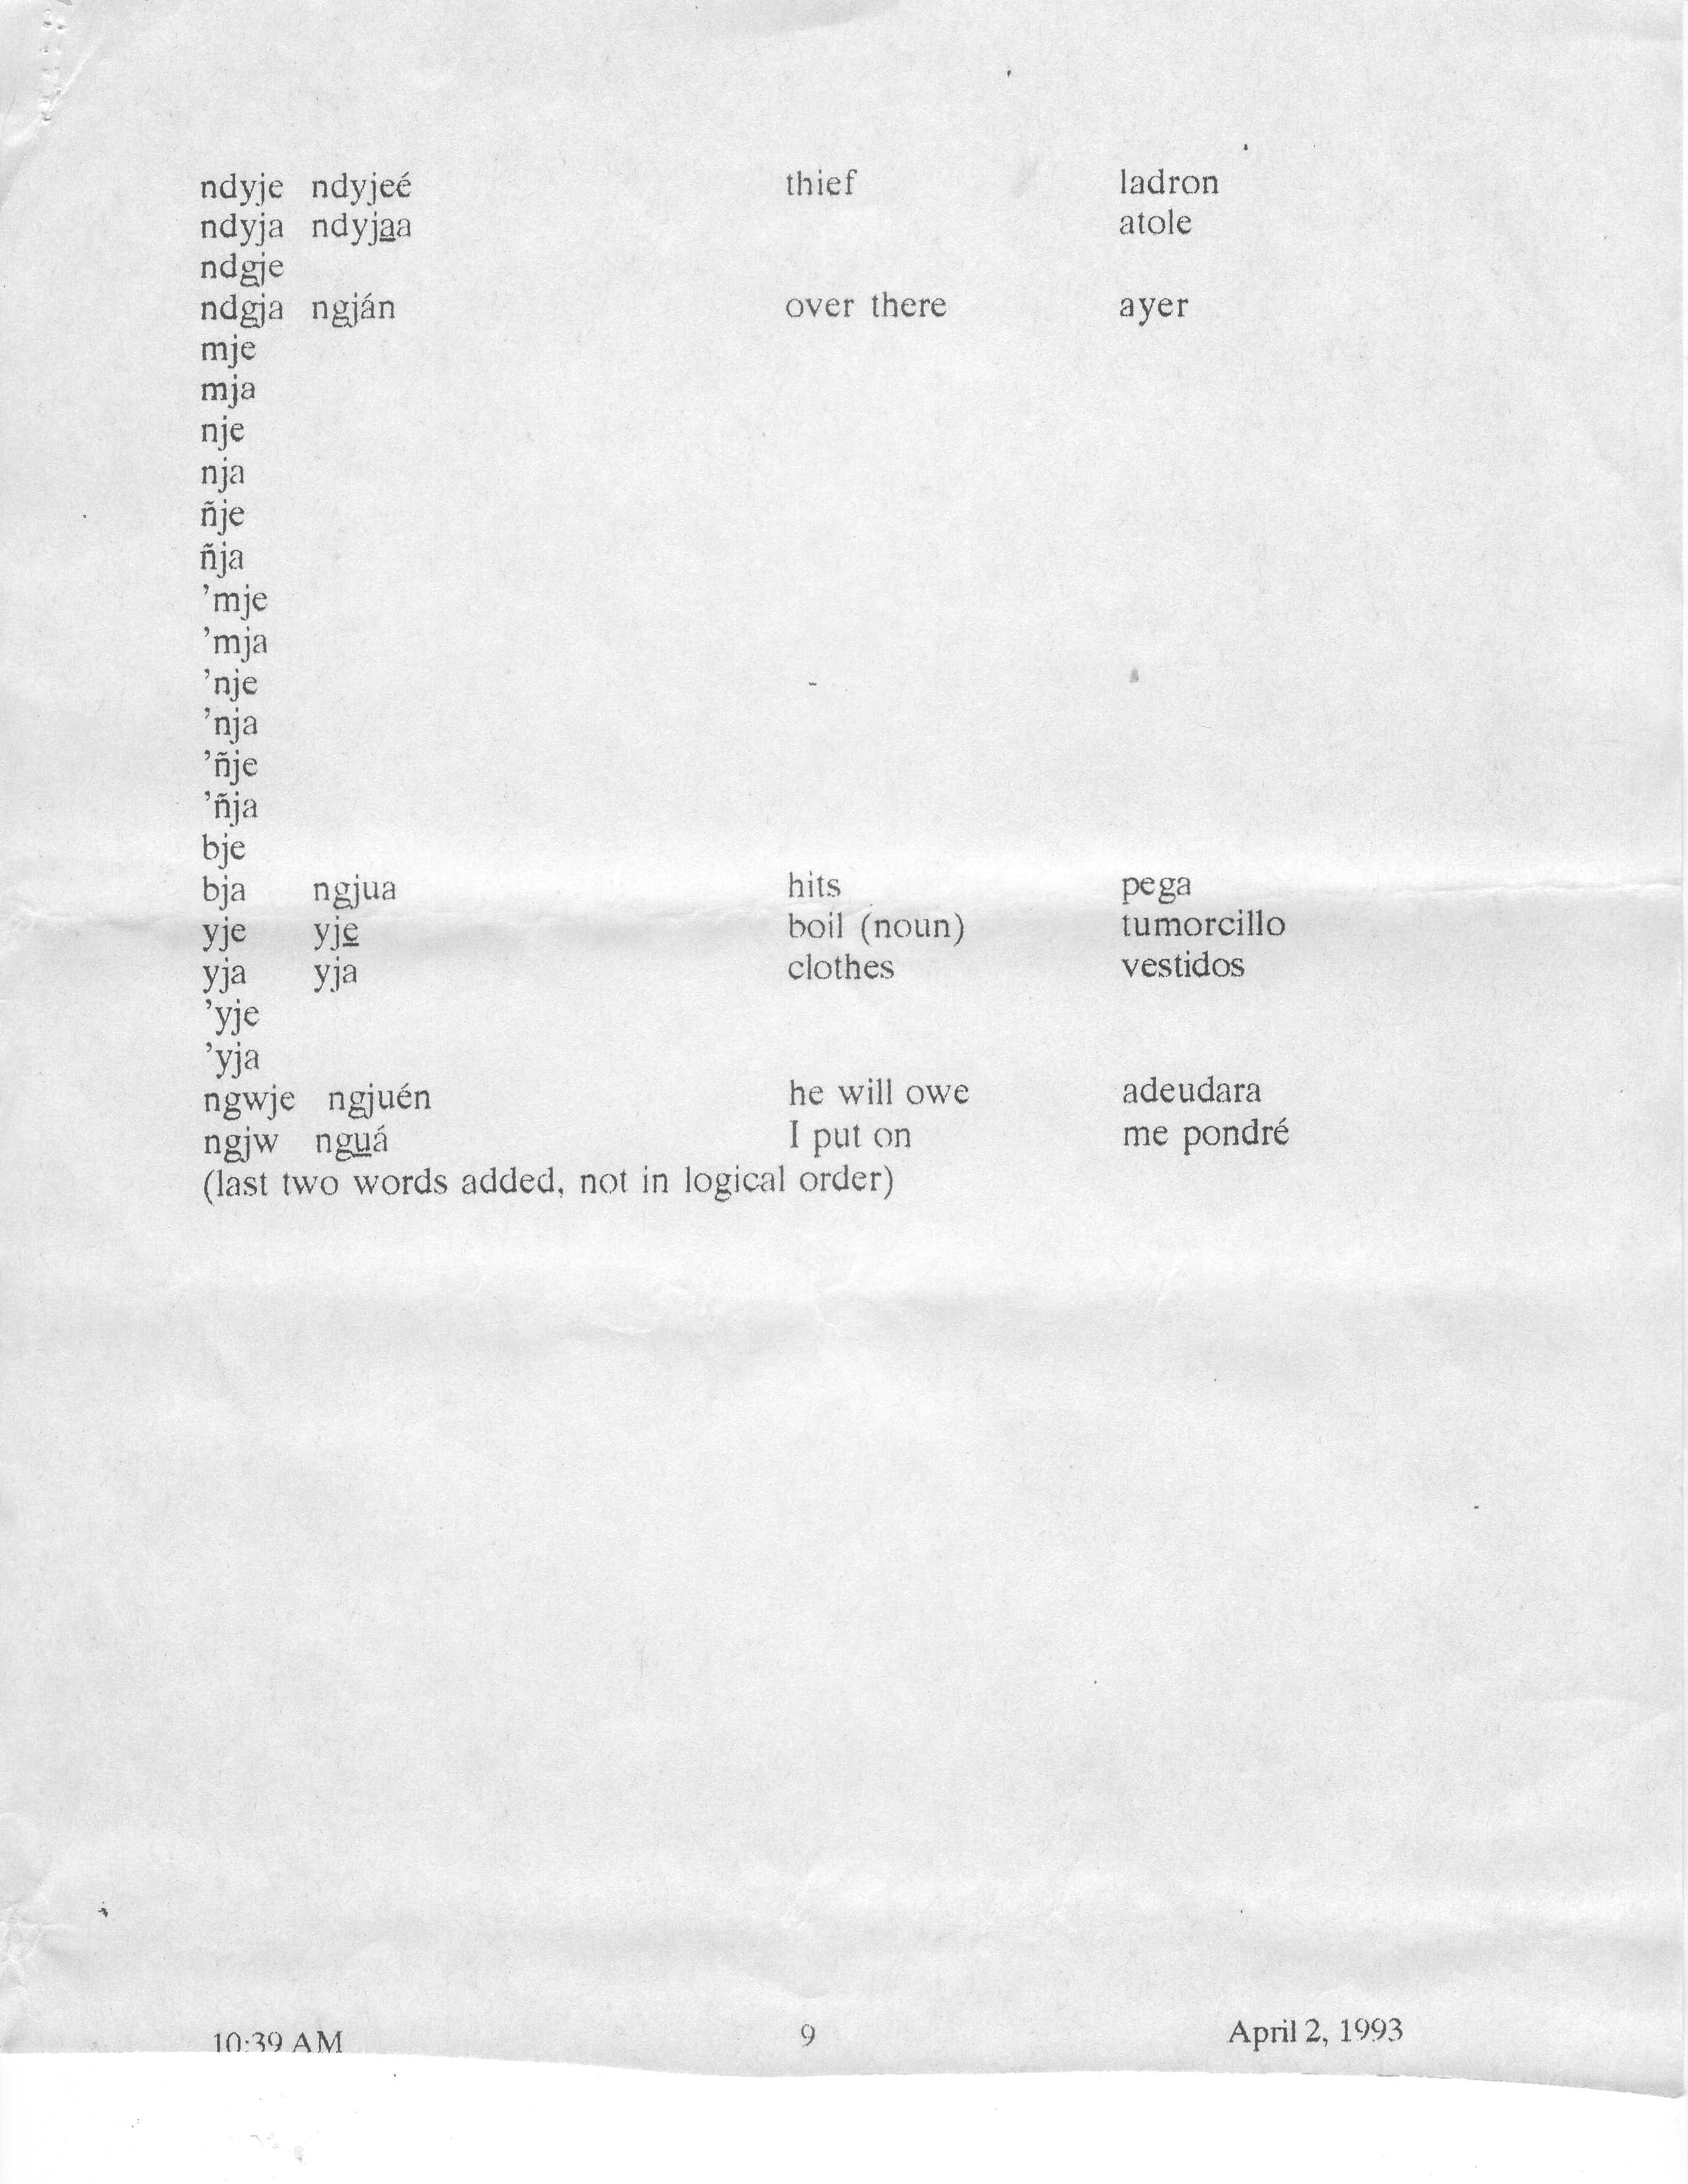 ndyje ndyjeé thief ladron
ndyja ndyja̲a atole
ndgje
ndgja ngján over there ayer
mje
mja
nje
nja
ñje
ñja
’mje
’mja
’nje
’nja
’ñje
’ñja
bje
bja ngjua hits pega
yje yje̲ boil (noun) tumorcillo
yja yja clothes vestidos
’yje
’yja
ngwje ngjuén he will owe adeudara
ngjw ngu̲á I put on me pondré
(last two words added, not in logical order)
10:39 AM 9 April 2, 1993